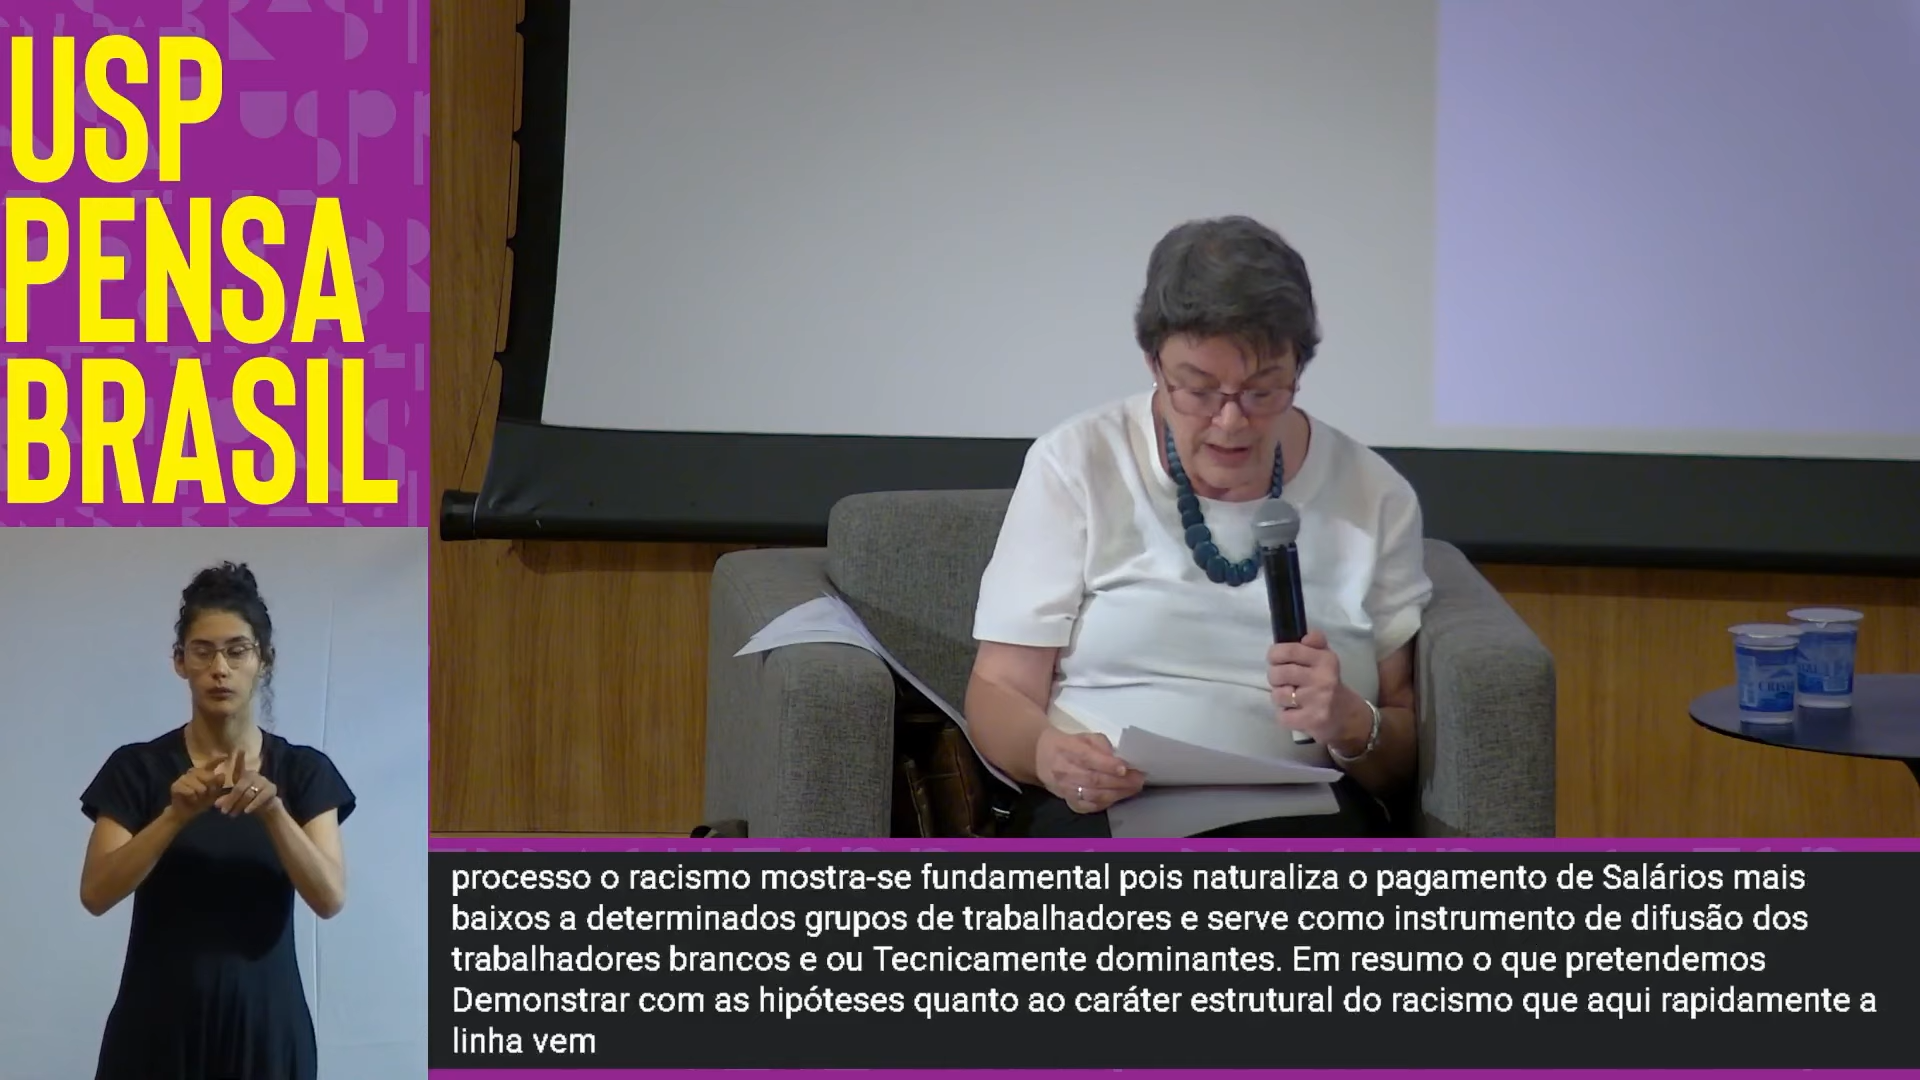 USP
PENSA
BRASIL
processo o racismo mostra-se fundamental pois naturaliza o pagamento de Salários mais
baixos a determinados grupos de trabalhadores e serve como instrumento de difusão dos
trabalhadores brancos e ou Tecnicamente dominantes. Em resumo o que pretendemos
Demonstrar com as hipóteses quanto ao caráter estrutural do racismo que aqui rapidamente a
linha vem